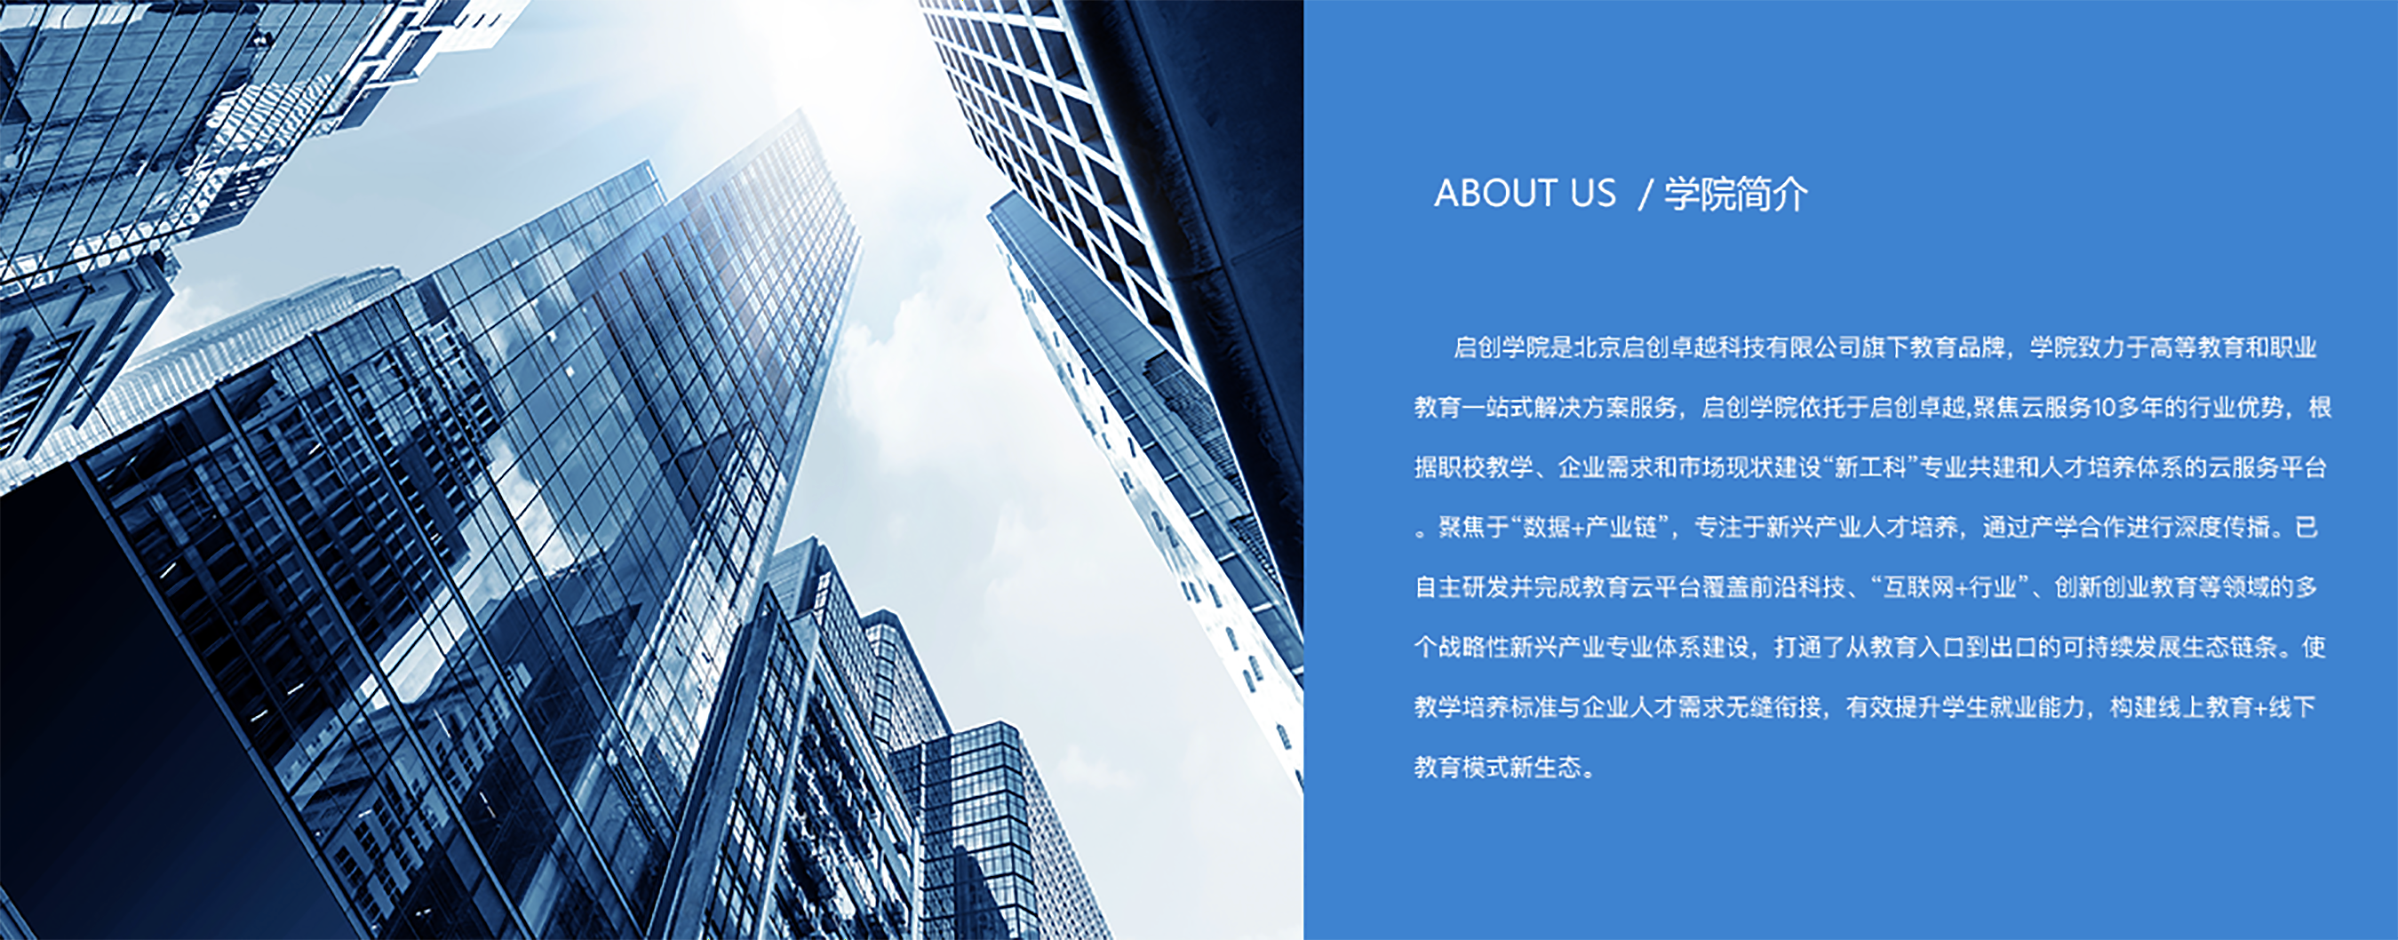 ABOUT US / 学院简介
启创学院是北京启创卓越科技有限公司旗下教育品牌，学院致力于高等教育和职业
教育一站式解决方案服务，启创学院依托于启创卓越,聚焦云服务10多年的行业优势，根
据职校教学、企业需求和市场现状建设“新工科”专业共建和人才培养体系的云服务平台
。聚焦于“数据+产业链”，专注于新兴产业人才培养，通过产学合作进行深度传播。已
自主研发并完成教育云平台覆盖前沿科技、“互联网+行业”、创新创业教育等领域的多
个战略性新兴产业专业体系建设，打通了从教育入口到出口的可持续发展生态链条。使
教学培养标准与企业人才需求无缝衔接，有效提升学生就业能力，构建线上教育+线下
教育模式新生态。